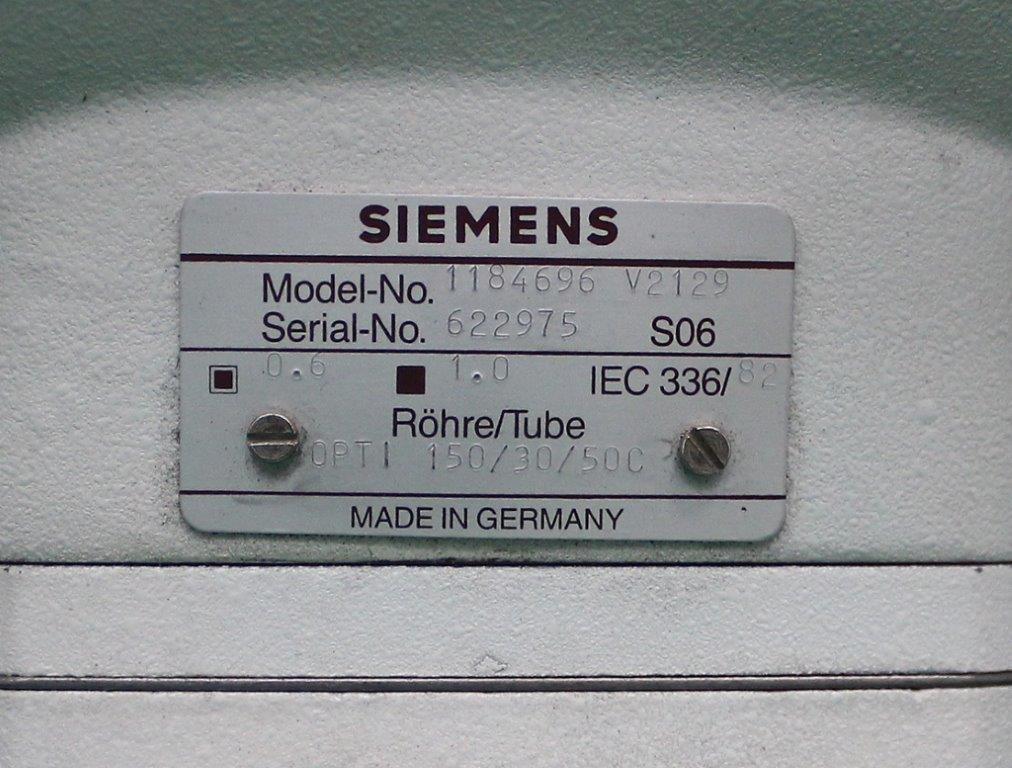 SIEMENS
Model-No. 1184696 V2129
Serial-No. 622975 S06
0.6 1.0 IEC 336/82
Röhre/Tube
OPTI 150/30/50C
MADE IN GERMANY